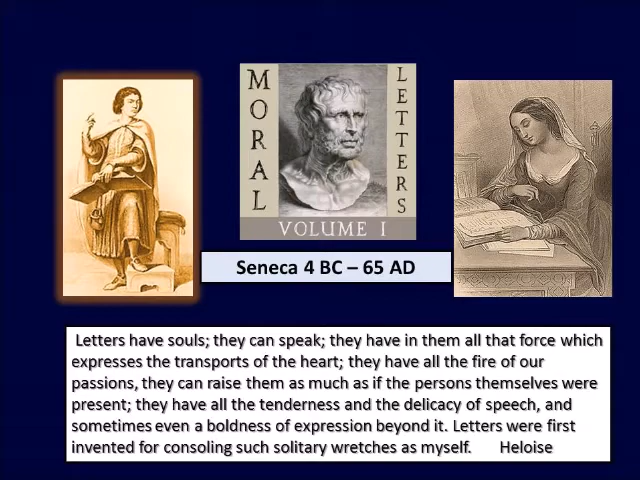 MORAL
LETTERS
VOLUME I
Seneca 4 BC – 65 AD
Letters have souls; they can speak; they have in them all that force which
expresses the transports of the heart; they have all the fire of our
passions, they can raise them as much as if the persons themselves were
present; they have all the tenderness and the delicacy of speech, and
sometimes even a boldness of expression beyond it. Letters were first
invented for consoling such solitary wretches as myself. Heloise